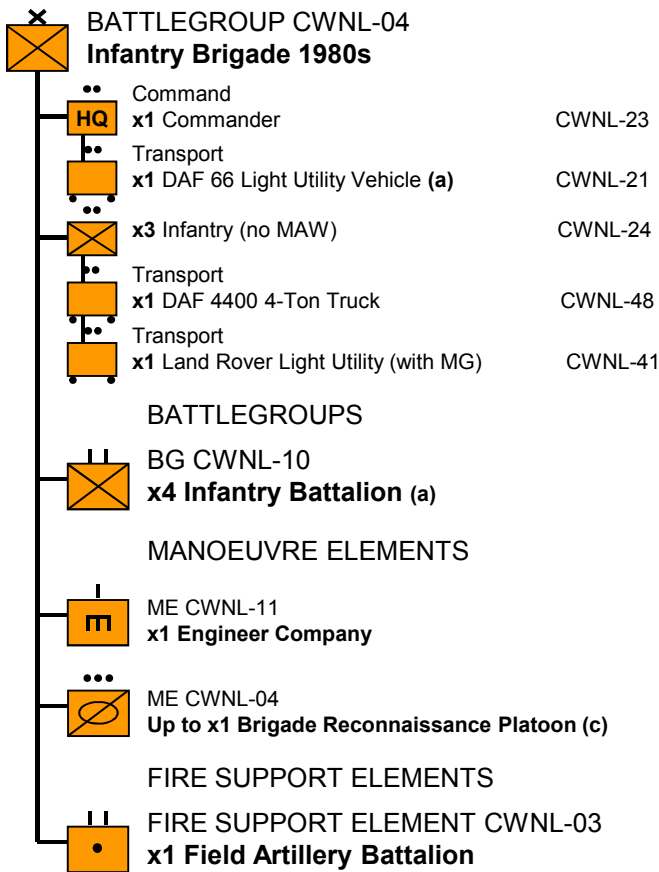 BATTLEGROUP CWNL-04
Infantry Brigade 1980s
Command
HQ x1 Commander CWNL-23
Transport
x1 DAF 66 Light Utility Vehicle (a) CWNL-21
x3 Infantry (no MAW) CWNL-24
Transport
x1 DAF 4400 4-Ton Truck CWNL-48
Transport
x1 Land Rover Light Utility (with MG) CWNL-41
BATTLEGROUPS
BG CWNL-10
x4 Infantry Battalion (a)
MANOEUVRE ELEMENTS
ME CWNL-11
x1 Engineer Company
ME CWNL-04
Up to x1 Brigade Reconnaissance Platoon (c)
FIRE SUPPORT ELEMENTS
FIRE SUPPORT ELEMENT CWNL-03
x1 Field Artillery Battalion